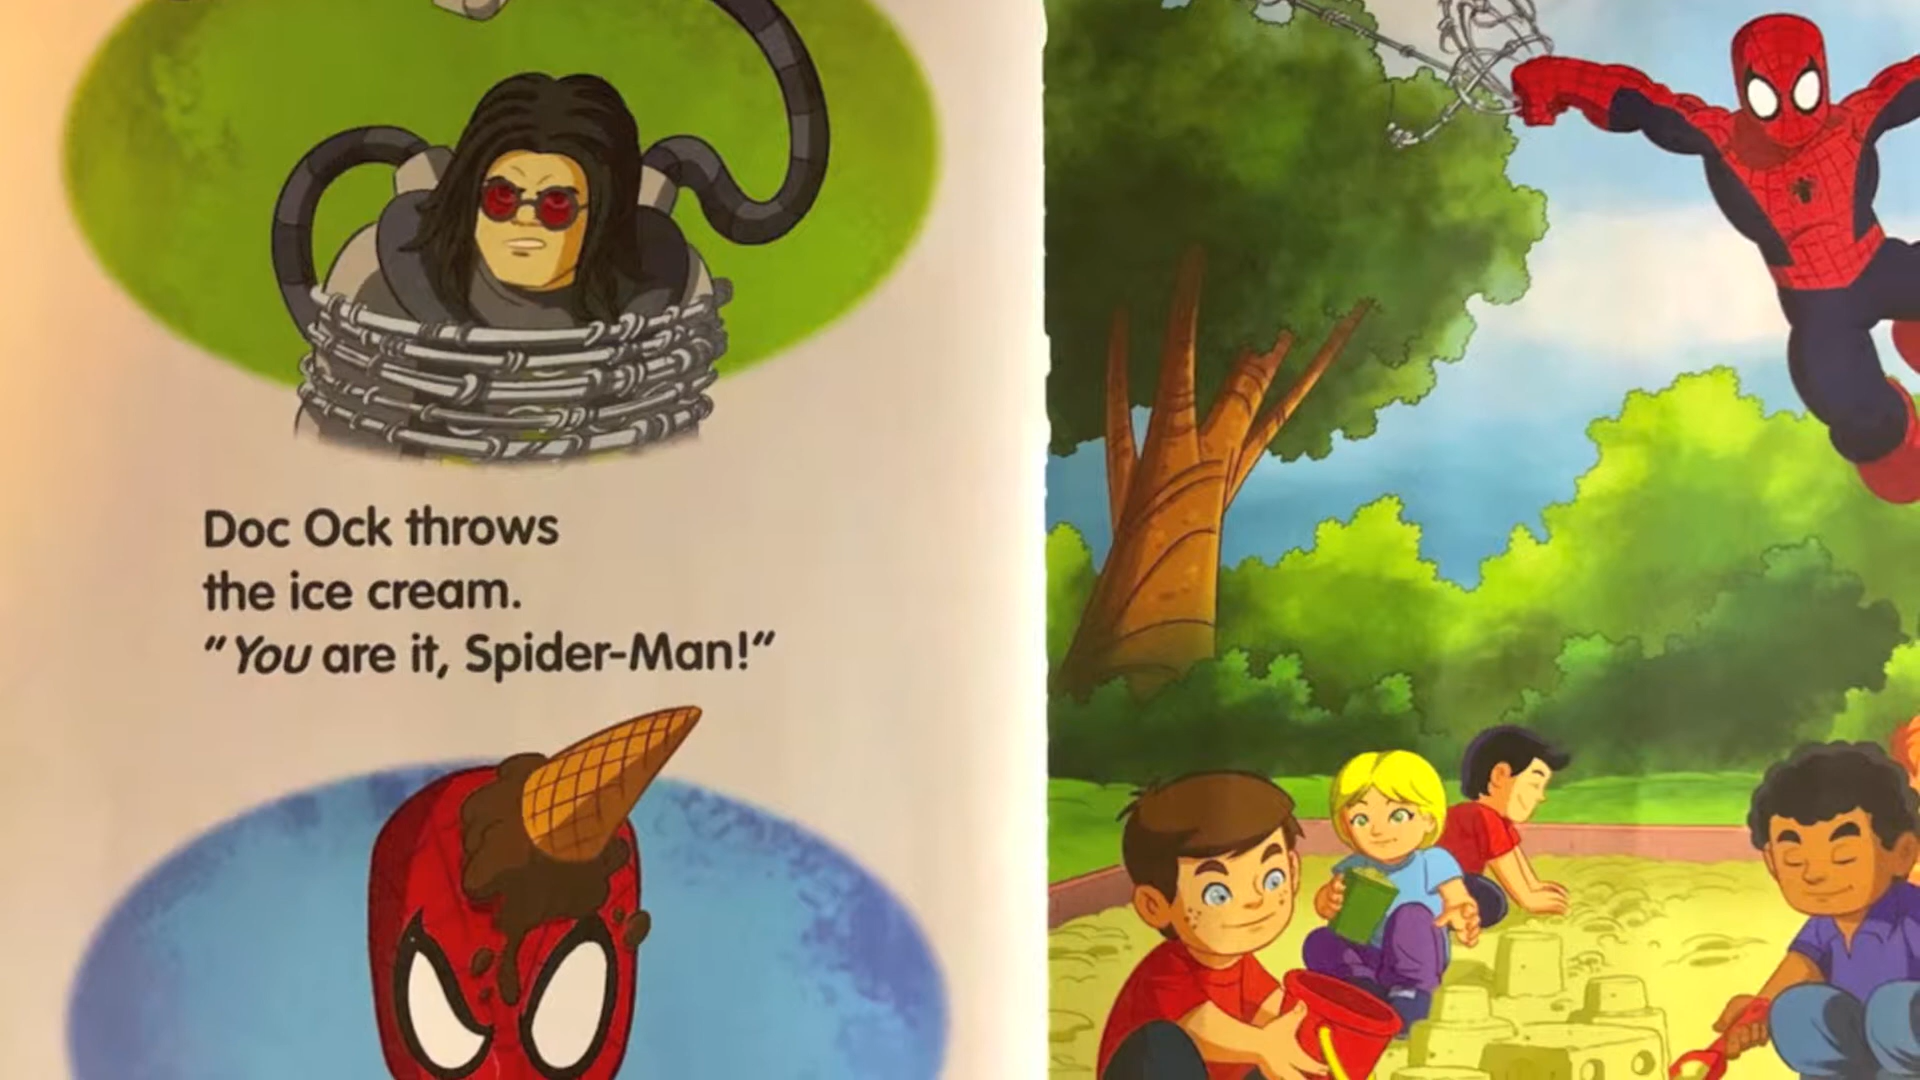 Doc Ock throws
the ice cream.
"You are it, Spider-Man!"